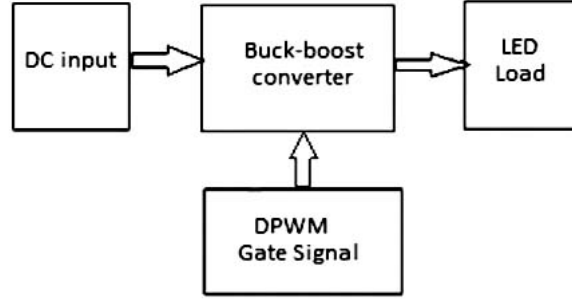 DC input
Buck-boost
converter
LED
Load
DPWM
Gate Signal